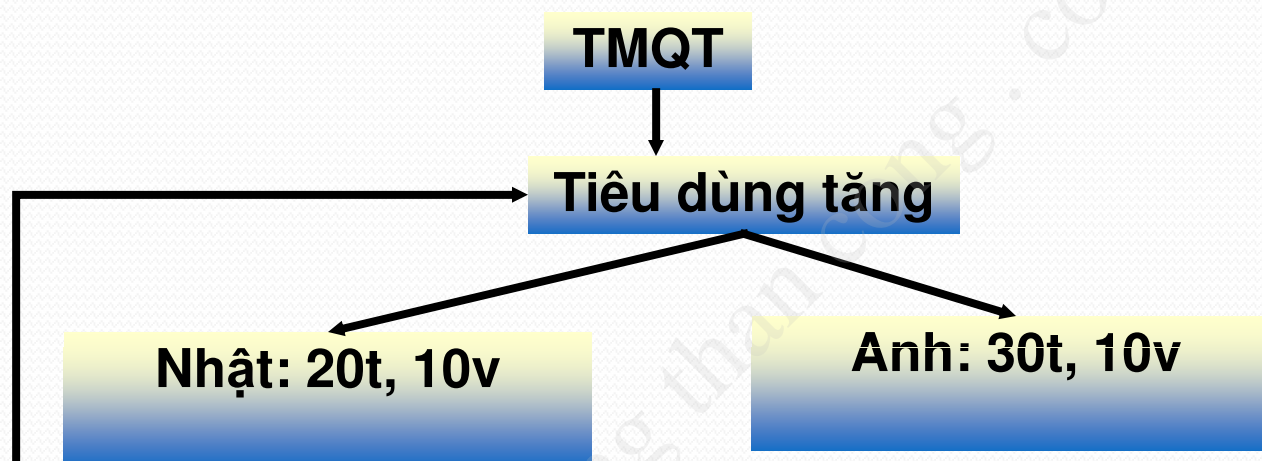 TMQT
Tiêu dùng tăng
Nhật: 20t, 10v
Anh: 30t, 10v